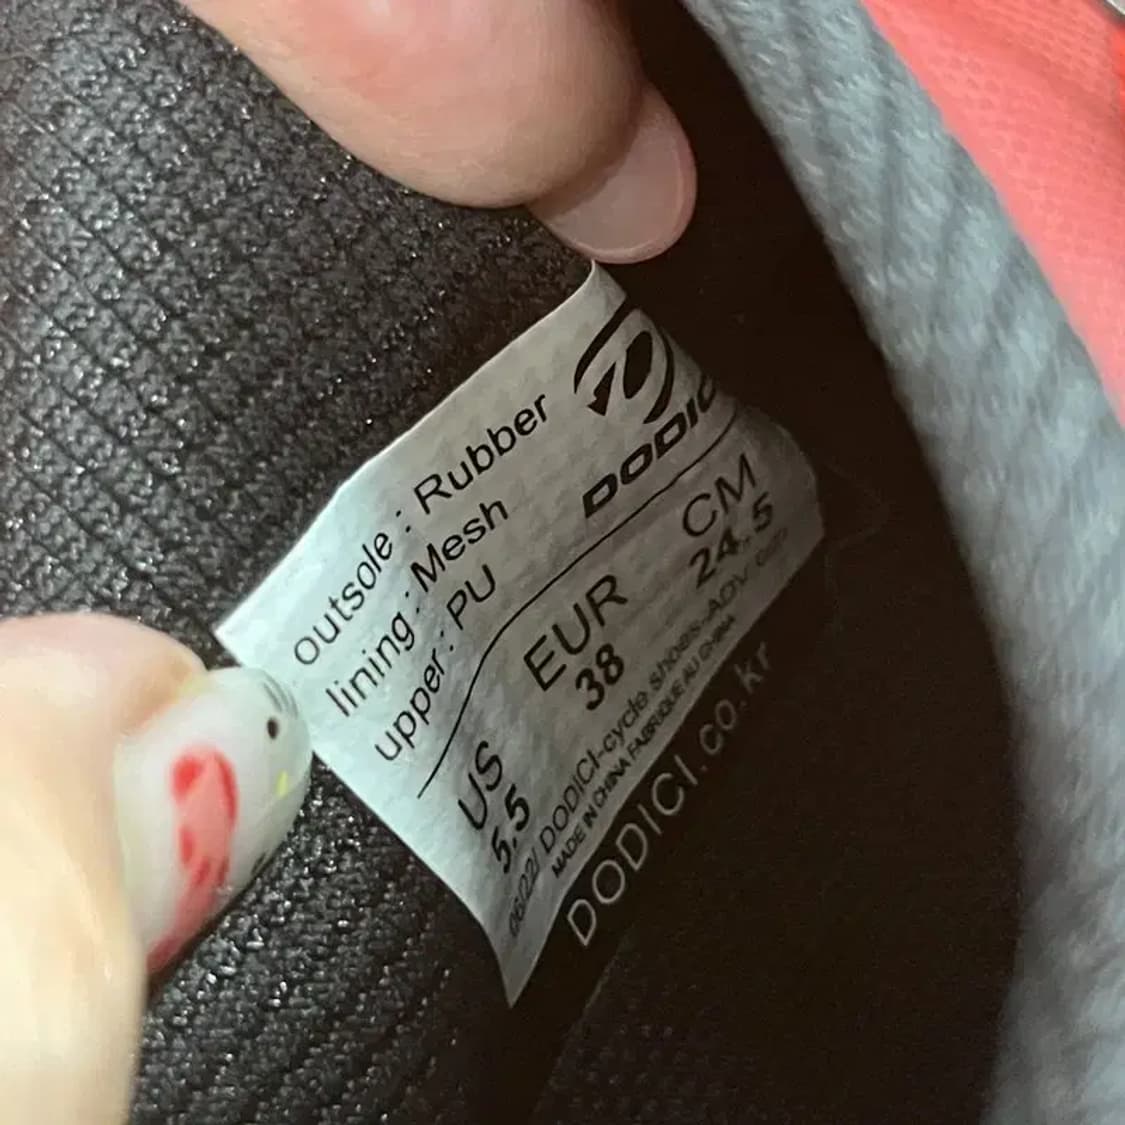 outsole : Rubber
lining : Mesh
upper : PU
DODIC
US EUR CM
5.5 38 24.5
06/22/ DODICI-cycle shoes-ADV
MADE IN CHINA FABRIQUE AU CHINA
DODICI.co.kr